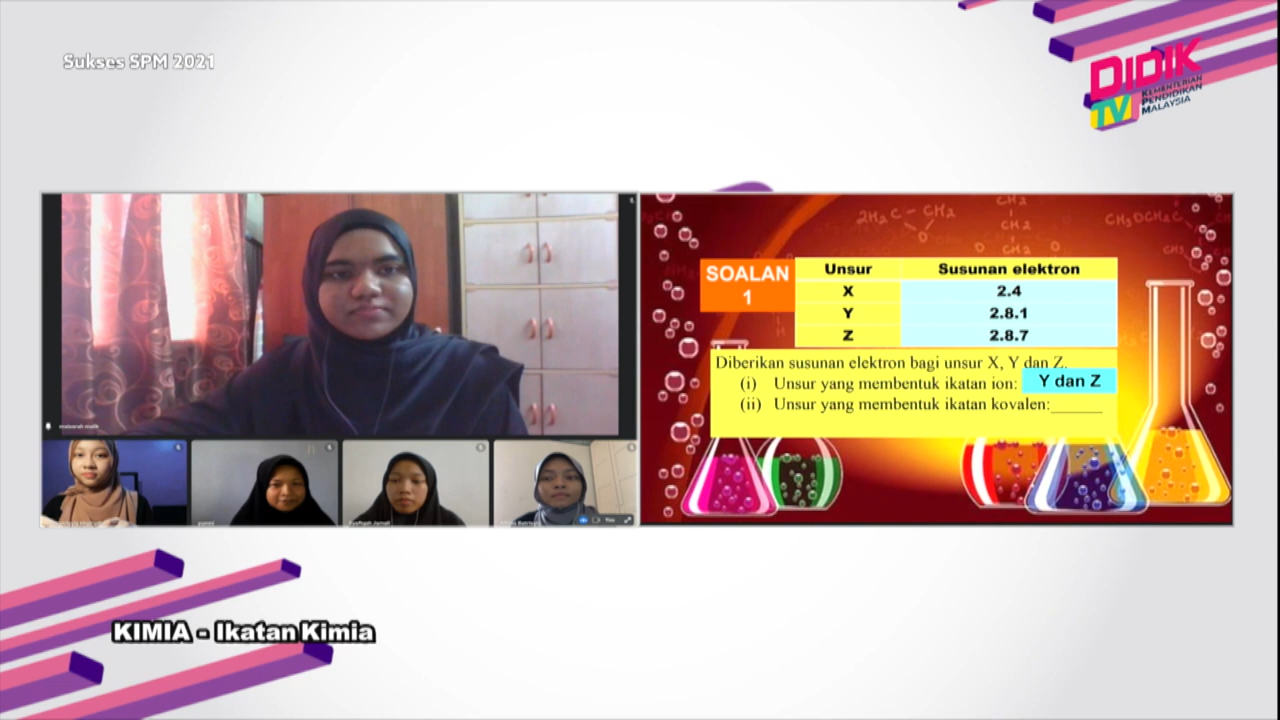 Sukses SPM 2021
DIDIK
TV
KEMENTERIAN
PENDIDIKAN
MALAYSIA
SOALAN
1
Unsur Susunan elektron
X 2.4
Y 2.8.1
Z 2.8.7
Diberikan susunan elektron bagi unsur X, Y dan Z.
(i) Unsur yang membentuk ikatan ion: Y dan Z
(ii) Unsur yang membentuk ikatan kovalen:______
KIMIA - Ikatan Kimia